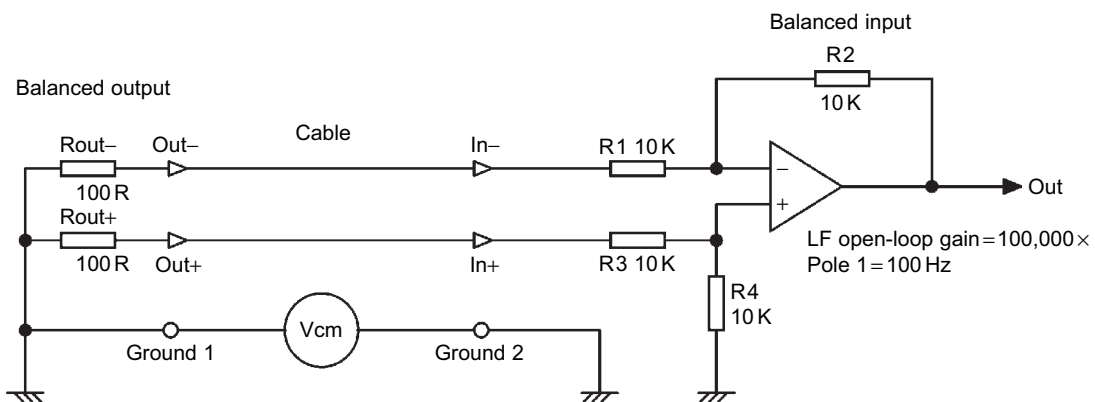 Balanced input
R2
10 K
Balanced output
Rout− Out− Cable In− R1 10 K
100 R
−
Out
Rout+
+
100 R Out+ In+ R3 10 K
LF open-loop gain=100,000×
Pole 1=100 Hz
R4
10 K
Vcm
Ground 1 Ground 2